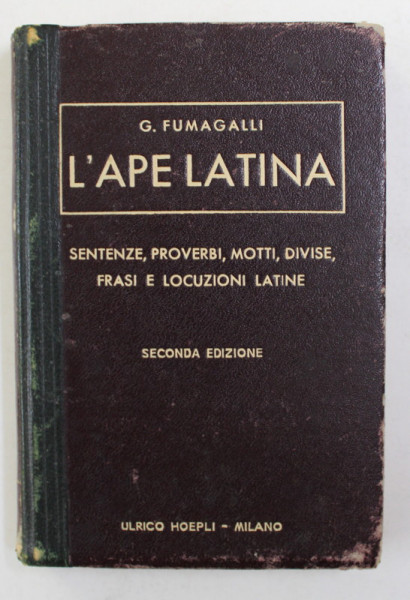 G. FUMAGALLI
L'APE LATINA
SENTENZE, PROVERBI, MOTTI, DIVISE,
FRASI E LOCUZIONI LATINE
SECONDA EDIZIONE
ULRICO HOEPLI - MILANO